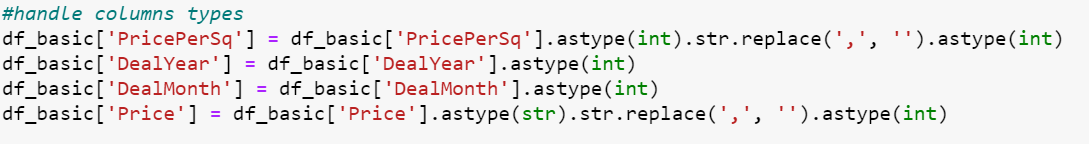 #handle columns types
df_basic['PricePerSq'] = df_basic['PricePerSq'].astype(int).str.replace(',', '').astype(int)
df_basic['DealYear'] = df_basic['DealYear'].astype(int)
df_basic['DealMonth'] = df_basic['DealMonth'].astype(int)
df_basic['Price'] = df_basic['Price'].astype(str).str.replace(',', '').astype(int)